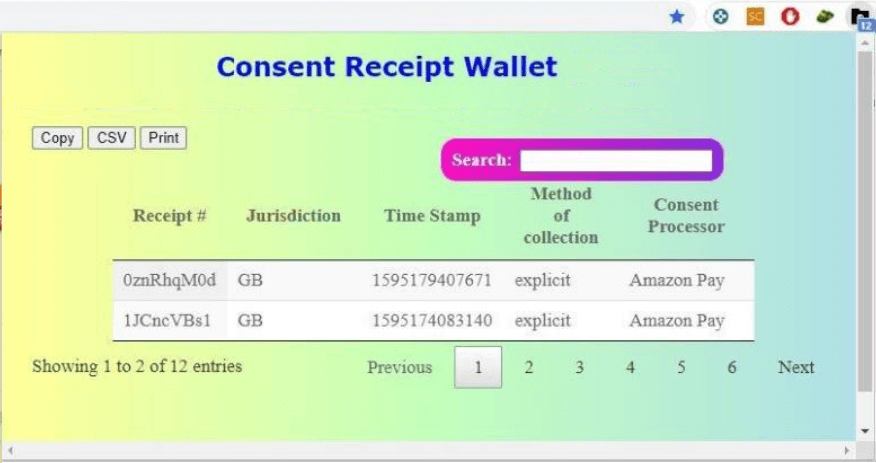 SC
12
Consent Receipt Wallet
Copy CSV Print
Search:
Receipt # Jurisdiction Time Stamp Method of collection Consent Processor
0znRhqM0d GB 1595179407671 explicit Amazon Pay
1JCncVBs1 GB 1595174083140 explicit Amazon Pay
Showing 1 to 2 of 12 entries Previous 1 2 3 4 5 6 Next